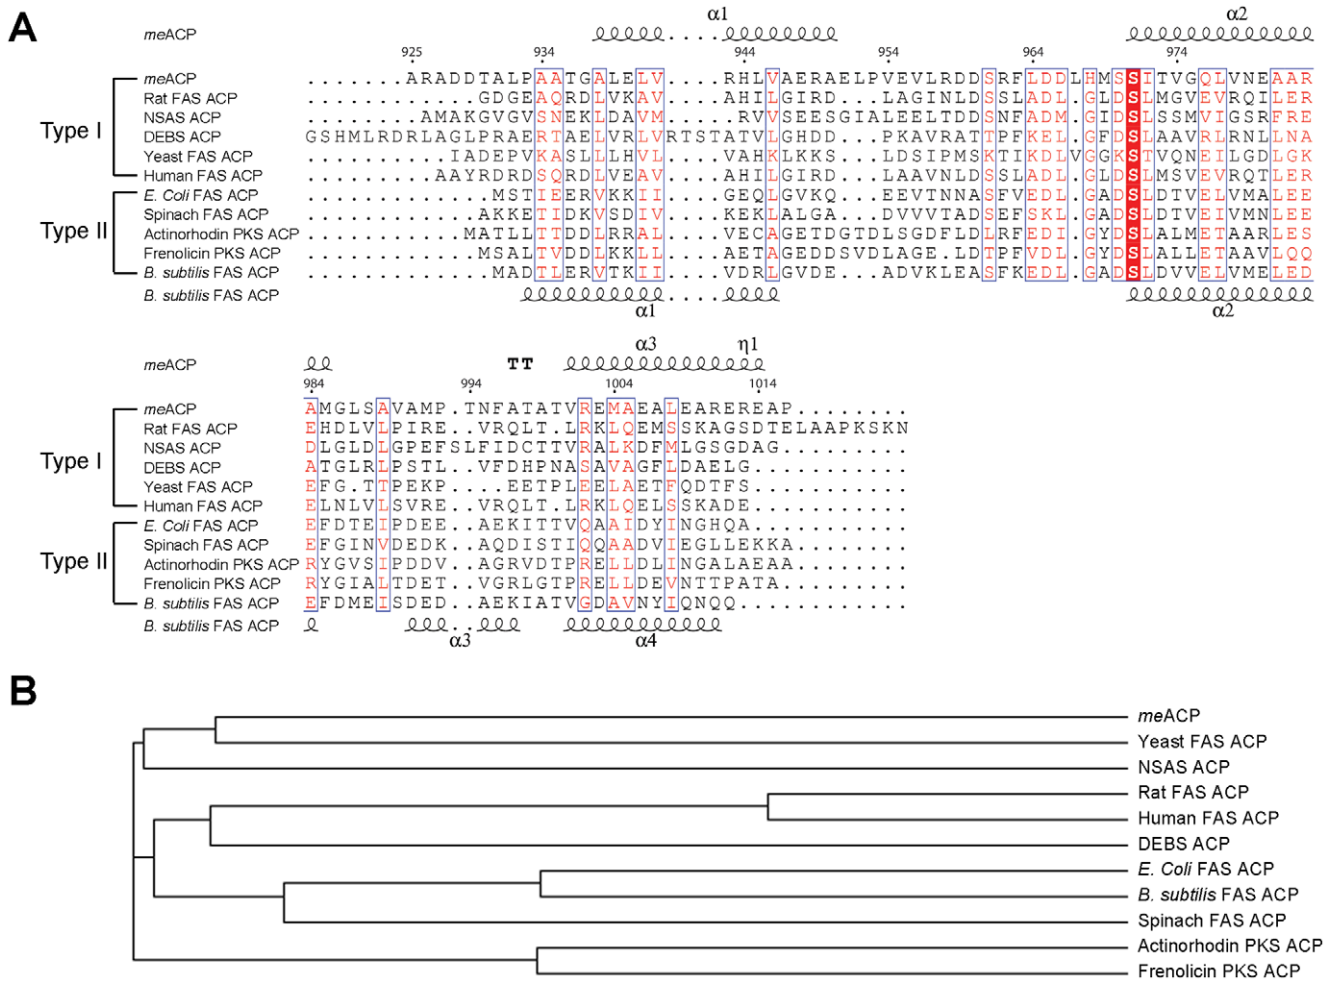 A
α1 α2
meACP
925 934 944 954 964 974
meACP ........ARADDTALPAATGALELV....RHLVAERAELPVEVLRDDSRFLDDLHMSSITVGQLVNEAAR
Rat FAS ACP ............GDGEAQRDLVKAV....AHILGIRD...LAGINLDSSLADL.GLDSLMGVEVRQILER
NSAS ACP ........AMAKGVGVSNEKLDAVM....RVVSEESGIALEELTDDSNFADM.GIDSLSSMVIGSRFRE
DEBS ACP GSHMLRDRLAGLPRAERTAELVRLVRTSTATVLGHDD...PKAVRATTPFKEL.GFDSLAAVRLRNLLNA
Yeast FAS ACP ..........IADEPVKASLLLHVL....VAHKLKKS...LDSIPMSKTIKDLVGGKSTVQNEILGDLGK
Type I
Human FAS ACP .........AAYRDRDSQRDLVEAV....AHILGIRD...LAAVNLDSSLADL.GLDSLMSVEVRQTLER
E. Coli FAS ACP .............MSTIEERVKKII....GEQLGVKQ...EEVTNNASFVEDL.GADSLDTVELVMALEE
Spinach FAS ACP ............AKKETIDKVSDIV....KEKLALGA...DVVVTADSEFSKL.GADSLDTVEIVMNLEE
Type II
Actinorhodin PKS ACP ...........MATLLTTDDLRRAL....VECAGETDGTDLSGDFLDLRFEDI.GYDSLALMETAARLES
Frenolicin PKS ACP ............MSALTVDDLKKLL....AETAGEDDSVDLAGE.LDTPFVDL.GYDSLALLETAAVLQQ
B. subtilis FAS ACP .............MADTLERVTKII....VDRLGVDE...ADVKLEASFKEDL.GADSLDVVELVMELED
B. subtilis FAS ACP
α1 α2
α3 η1
meACP TT
984 994 1004 1014
meACP AMGLSAVAMP.TNFATATVREMAEALEAREREAP........
Rat FAS ACP EHDLVLPIRE..VRQLT.LRKLQEMSSKAGSDTELAAPKSKN
NSAS ACP DLGLDLGPEFSLFIDCTTVRALKDFMLGSGDAG.........
Type I
DEBS ACP ATGLRLPSTL..VFDHPNASAVAGFLDAELG...........
Yeast FAS ACP EFG.TTPEKP....EETPLEELAETFQDTFS...........
Human FAS ACP ELNLVLSVRE..VRQLT.LRKLQELSSKADE...........
E. Coli FAS ACP EFDTEIPDEE..AEKITTVQAAIDYINGHQA...........
Spinach FAS ACP EFGINVDEDK..AQDISTIQQAADVIEGLLEKKA........
Type II
Actinorhodin PKS ACP RYGVSIPDDV..AGRVDTPRELLDLINGALAEAA........
Frenolicin PKS ACP RYGIALTDET..VGRLGTPRELLDEVNTTPATA.........
B. subtilis FAS ACP EFDMEISDED..AEKIATVGDAVNYIQNQQ............
B. subtilis FAS ACP
α3 α4
B
meACP
Yeast FAS ACP
NSAS ACP
Rat FAS ACP
Human FAS ACP
DEBS ACP
E. Coli FAS ACP
B. subtilis FAS ACP
Spinach FAS ACP
Actinorhodin PKS ACP
Frenolicin PKS ACP